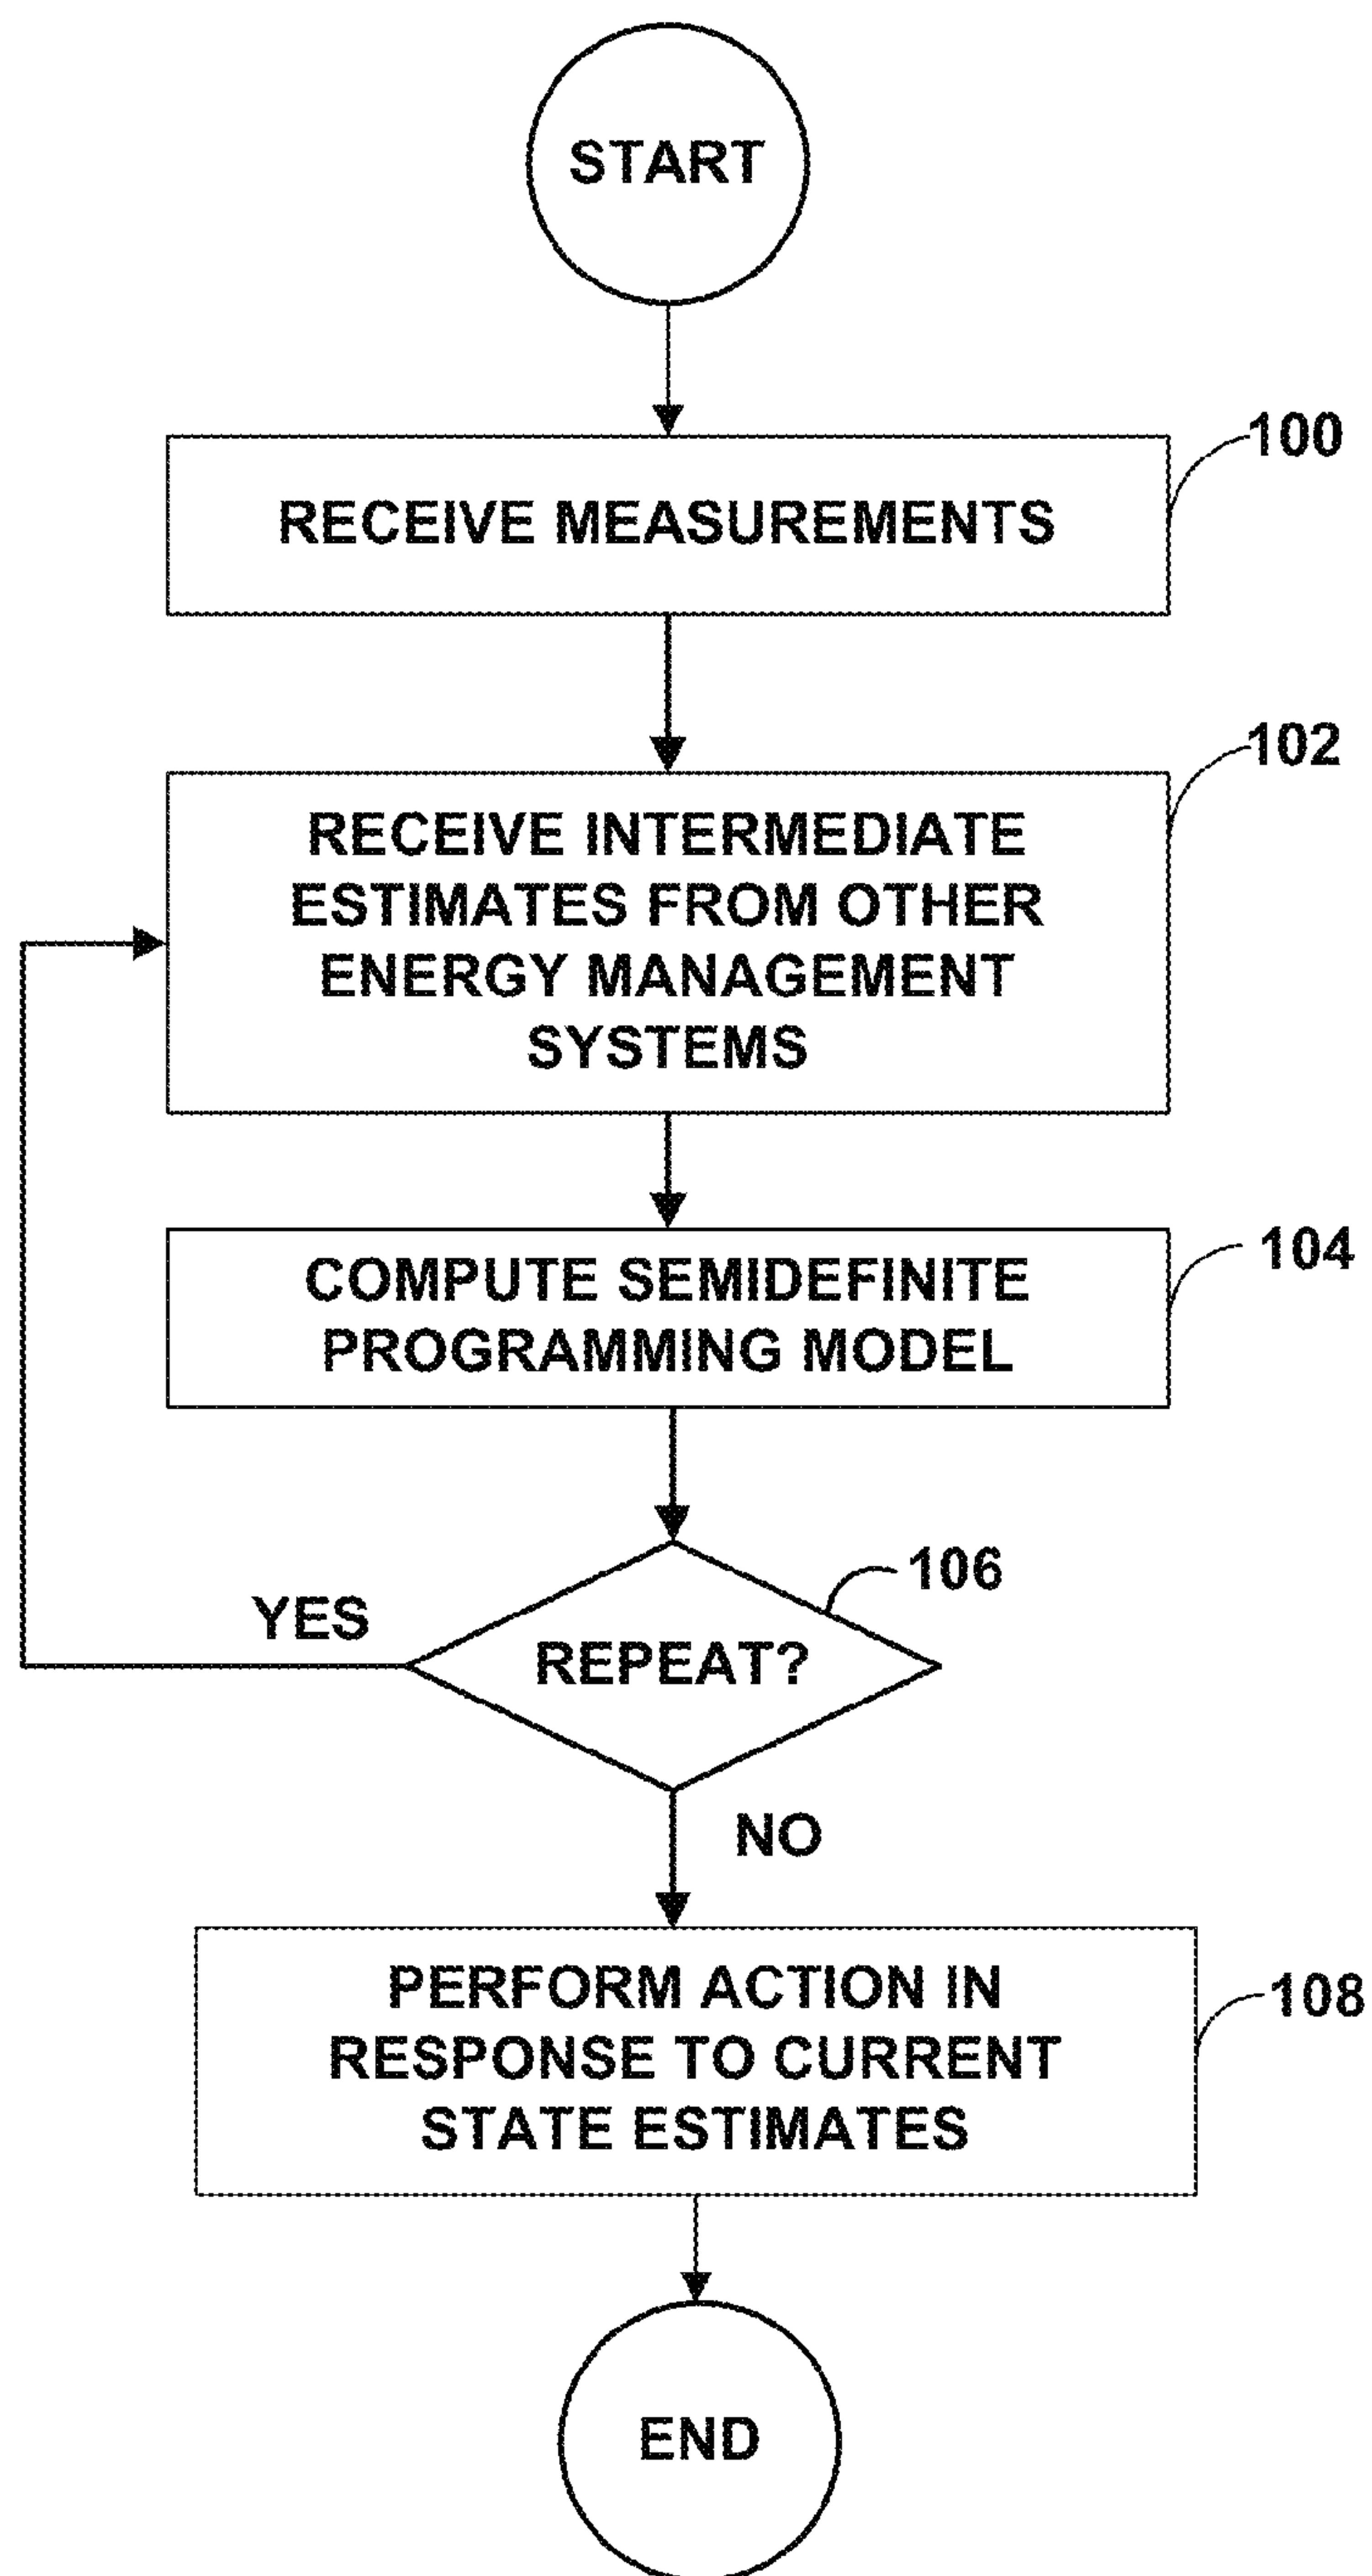 START
100
RECEIVE MEASUREMENTS
102
RECEIVE INTERMEDIATE
ESTIMATES FROM OTHER
ENERGY MANAGEMENT
SYSTEMS
104
COMPUTE SEMIDEFINITE
PROGRAMMING MODEL
106
YES
REPEAT?
NO
PERFORM ACTION IN
108
RESPONSE TO CURRENT
STATE ESTIMATES
END